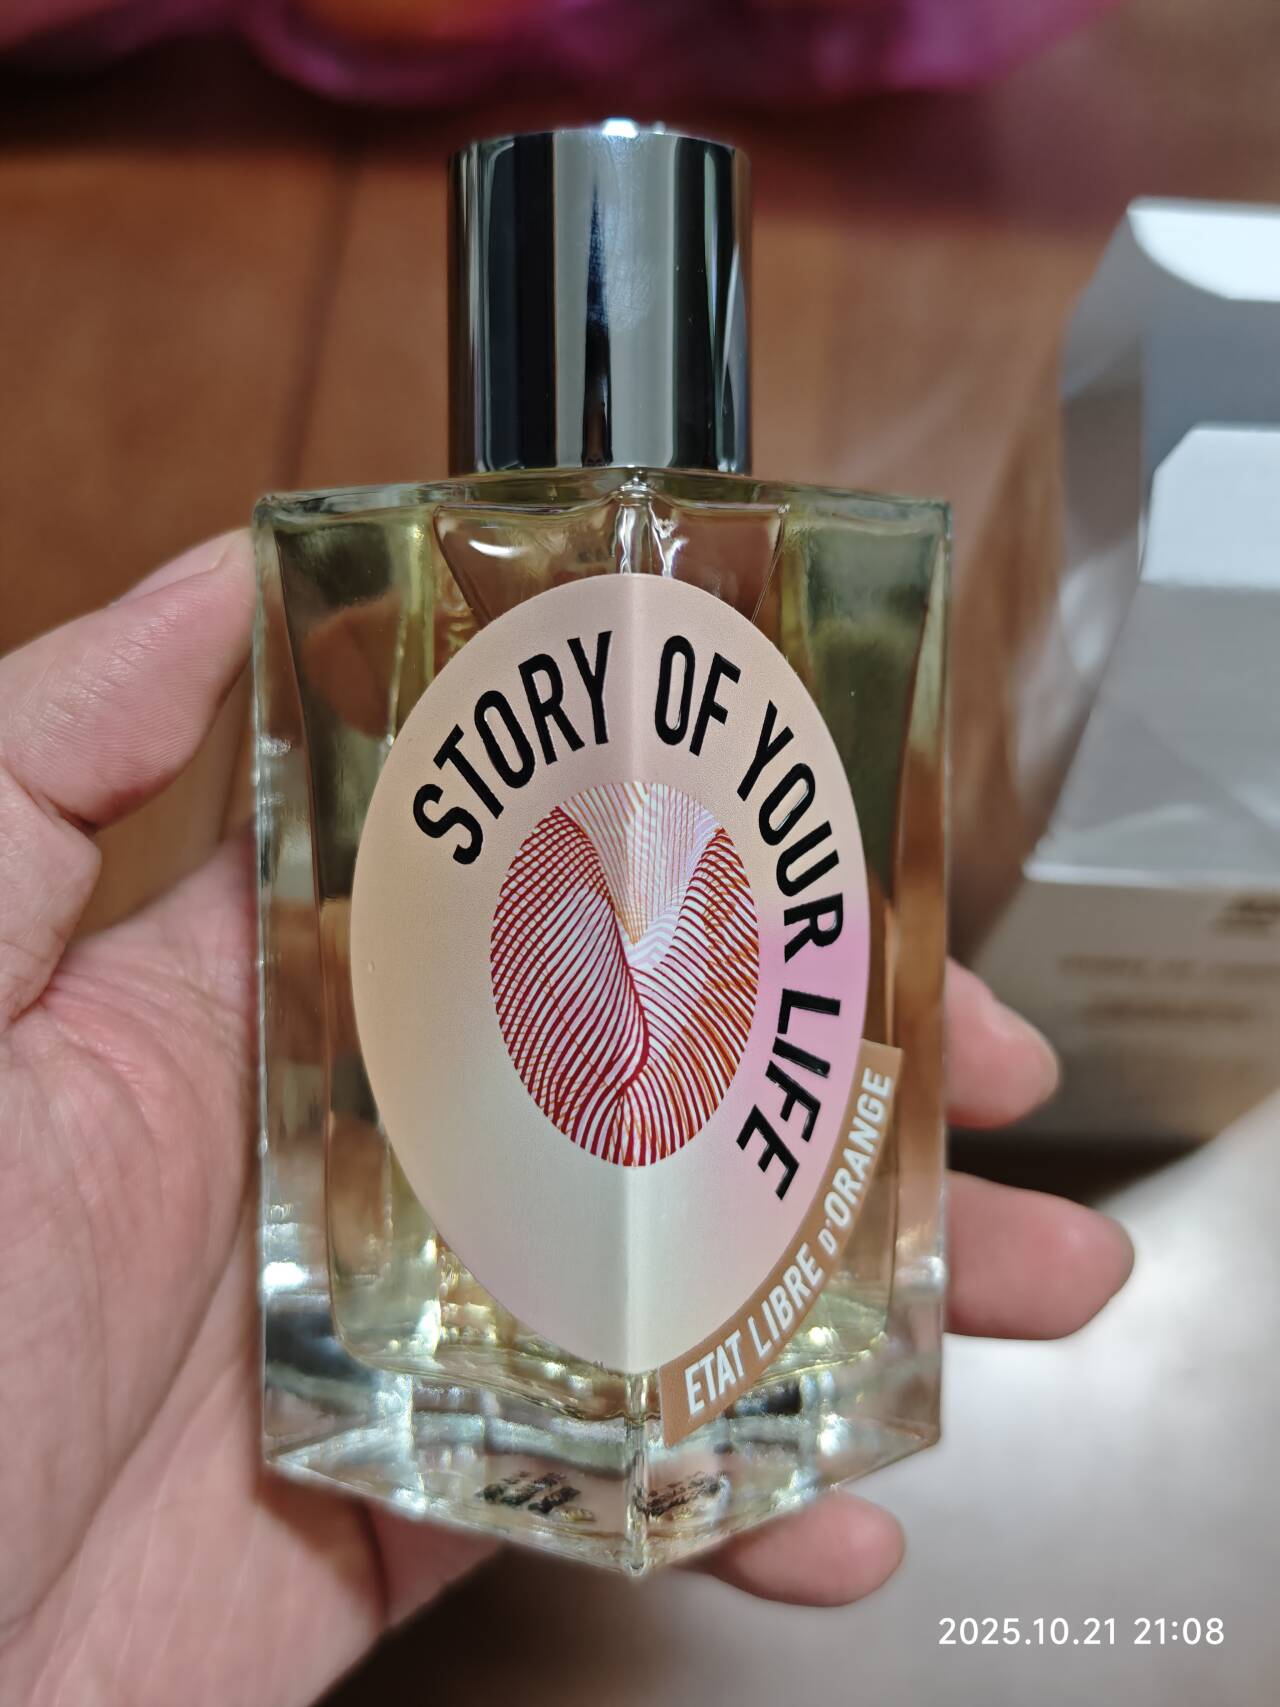 STORY OF YOUR LIFE
ETAT LIBRE D'ORANGE
2025.10.21 21:08